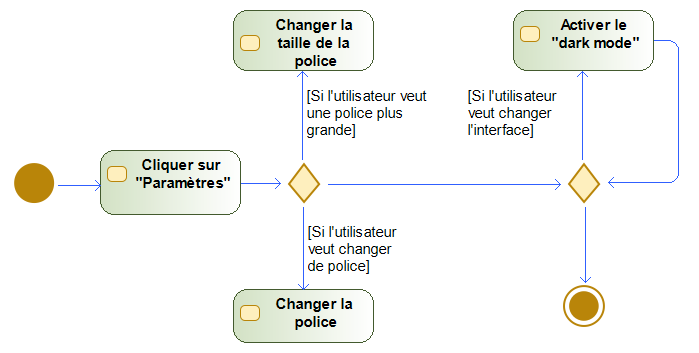 Changer la
taille de la
police
Activer le
"dark mode"
[Si l'utilisateur veut
une police plus
grande]
[Si l'utilisateur
veut changer
l'interface]
Cliquer sur
"Paramètres"
[Si l'utilisateur
veut changer
de police]
Changer la
police